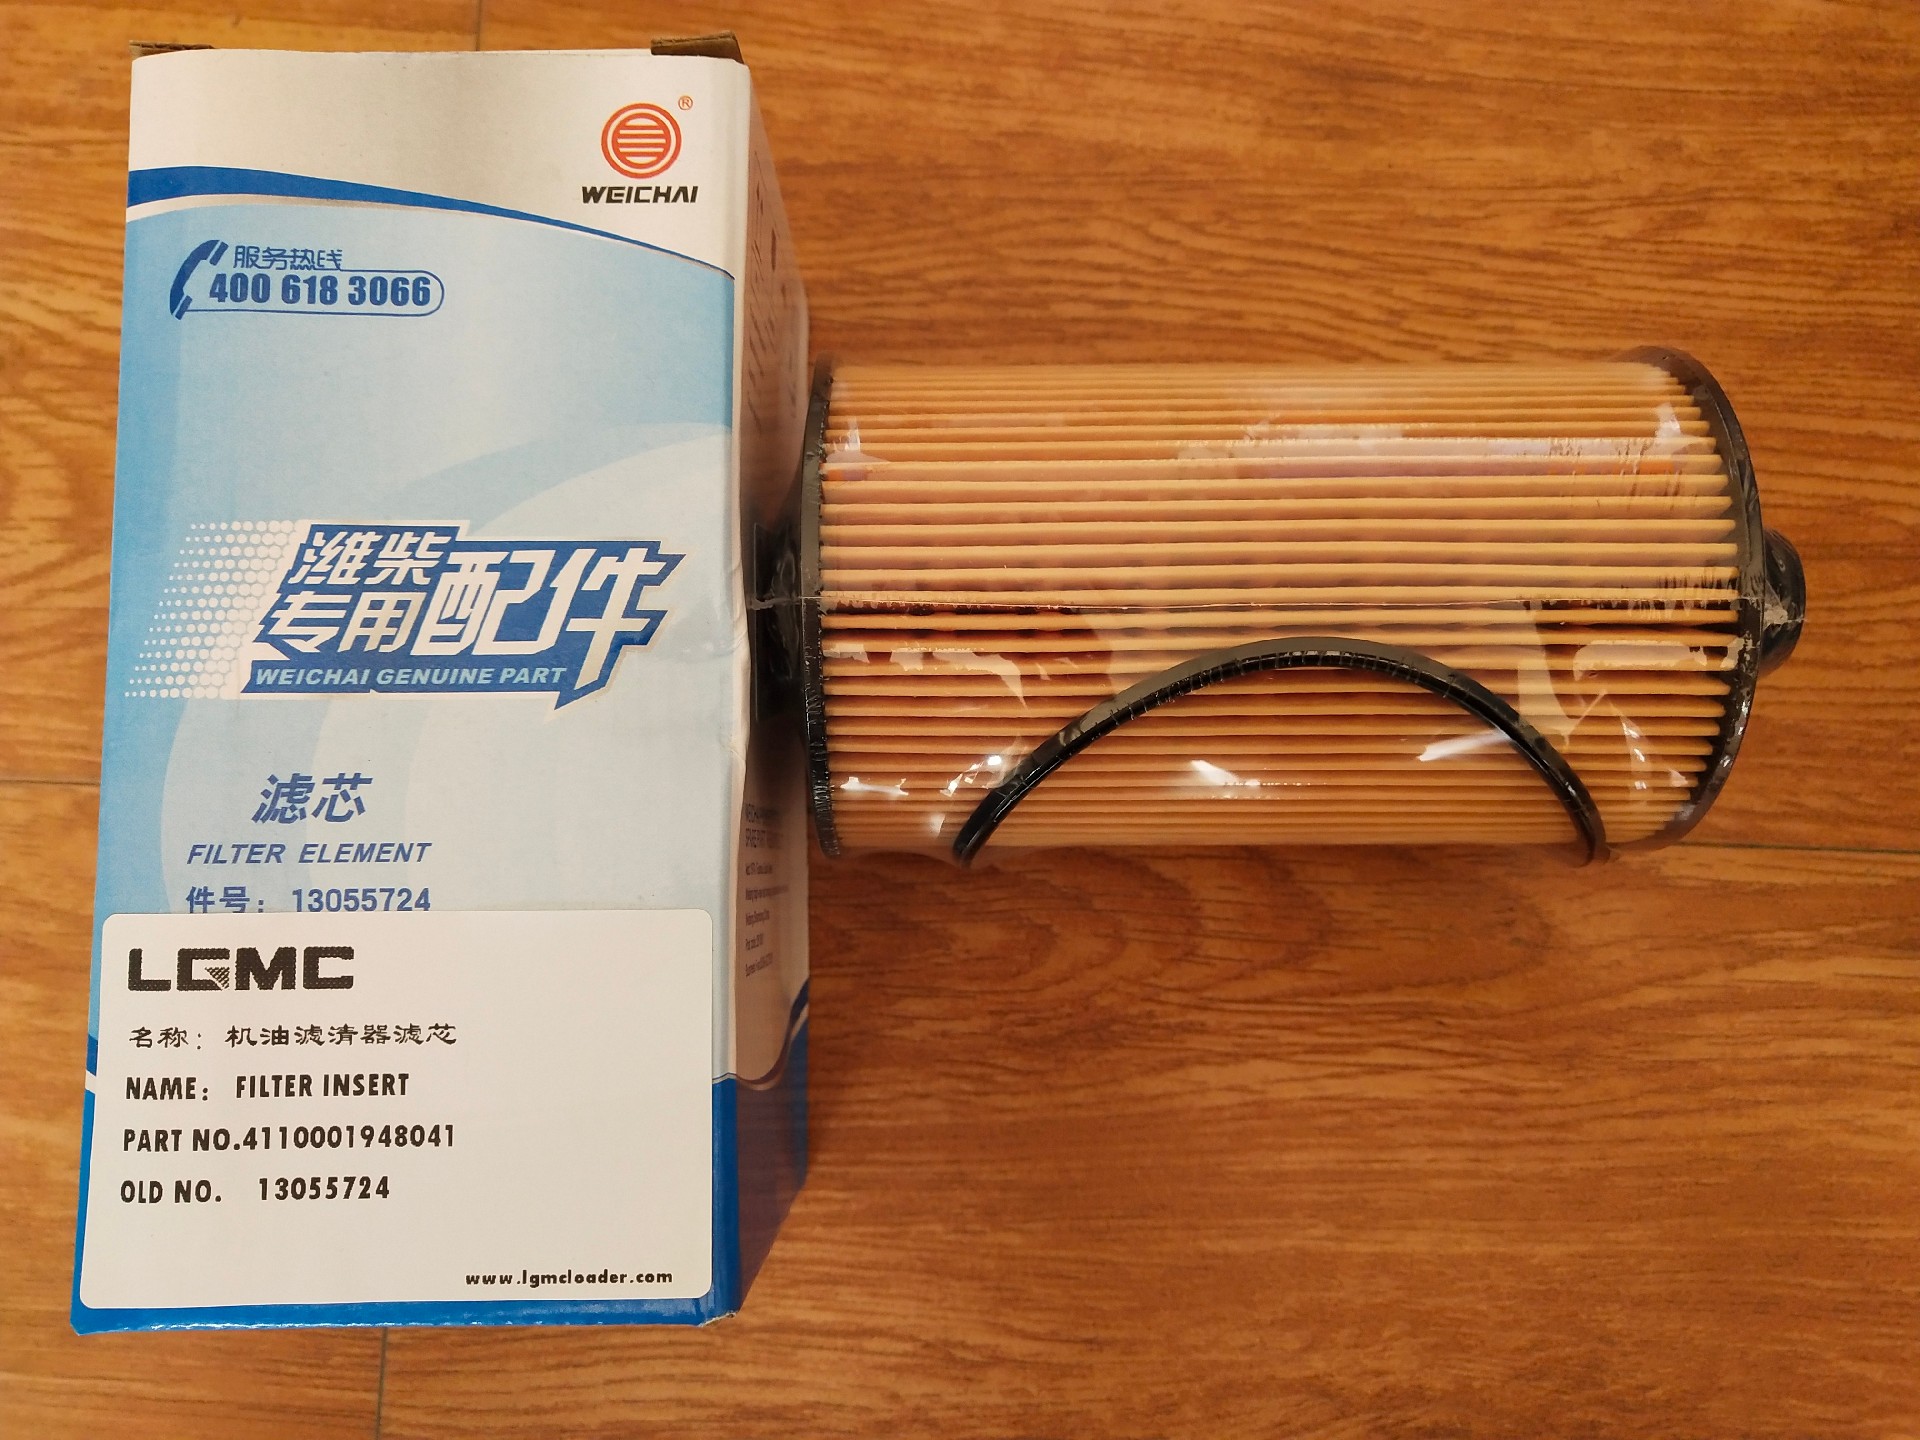 ®
WEICHAI
服务热线
400 618 3066
潍柴
专用配件
WEICHAI GENUINE PART
滤芯
FILTER ELEMENT
件号：13055724
LGMC
名称：机油滤清器滤芯
NAME： FILTER INSERT
PART NO.4110001948041
OLD NO. 13055724
www.lgmcloader.com